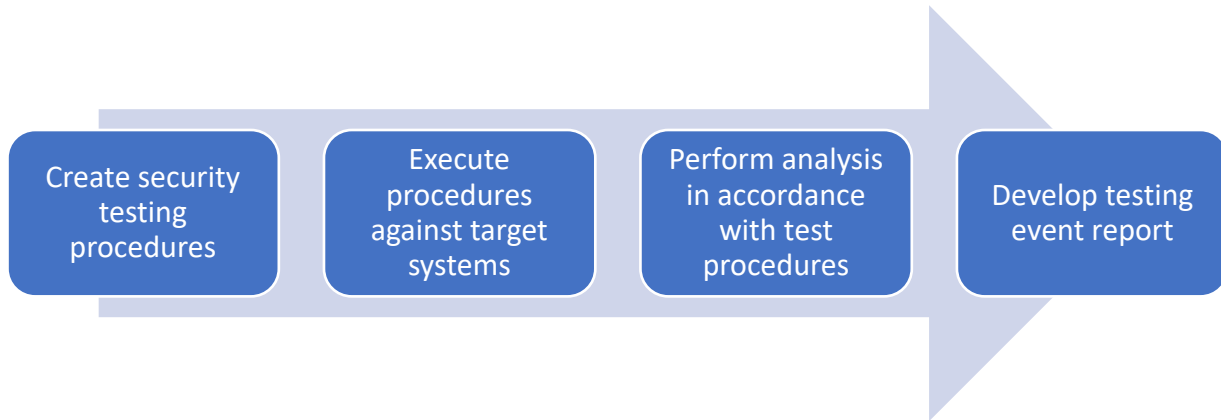 Create security
testing
procedures
Execute
procedures
against target
systems
Perform analysis
in accordance
with test
procedures
Develop testing
event report